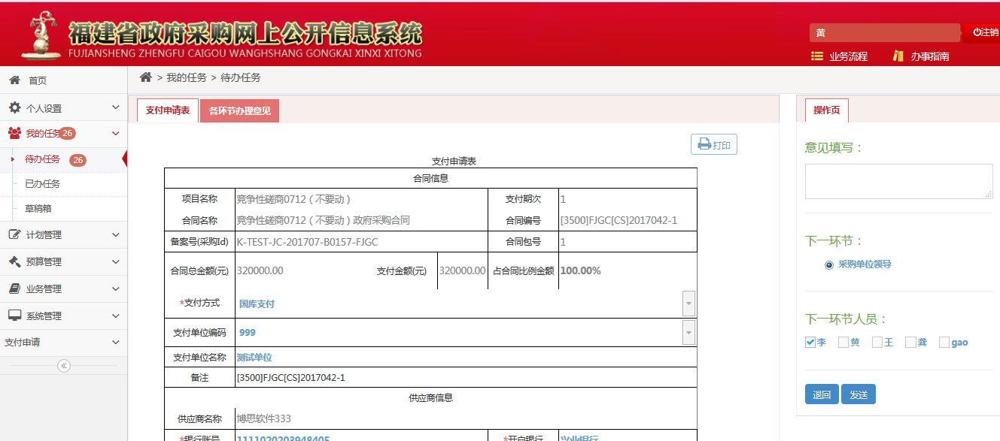 福建省政府采购网上公开信息系统
FUJIANSHENG ZHENGFU CAIGOU WANGHSHANG GONGKAI XINXI XITONG
黄
注销
业务流程 办事指南
首页
个人设置
我的任务 26
待办任务 26
已办任务
草稿箱
计划管理
预算管理
业务管理
系统管理
支付申请
> 我的任务 > 待办任务
支付申请表 各环节办理意见
打印
支付申请表
合同信息
项目名称 竞争性磋商0712（不要动） 支付期次 1
合同名称 竞争性磋商0712（不要动）政府采购合同 合同编号 [3500]FJGC[CS]2017042-1
备案号(采购Id) K-TEST-JC-201707-B0157-FJGC 合同包号 1
合同总金额(元) 320000.00 支付金额(元) 320000.00 占合同比例金额 100.00%
*支付方式 国库支付
支付单位编码 999
支付单位名称 测试单位
备注 [3500]FJGC[CS]2017042-1
供应商信息
供应商名称 博思软件333
*银行账号 1111020203948405 *开户银行 兴业银行
操作页
意见填写：
下一环节：
采购单位领导
下一环节人员：
李 黄 王 龚 gao
退回 发送